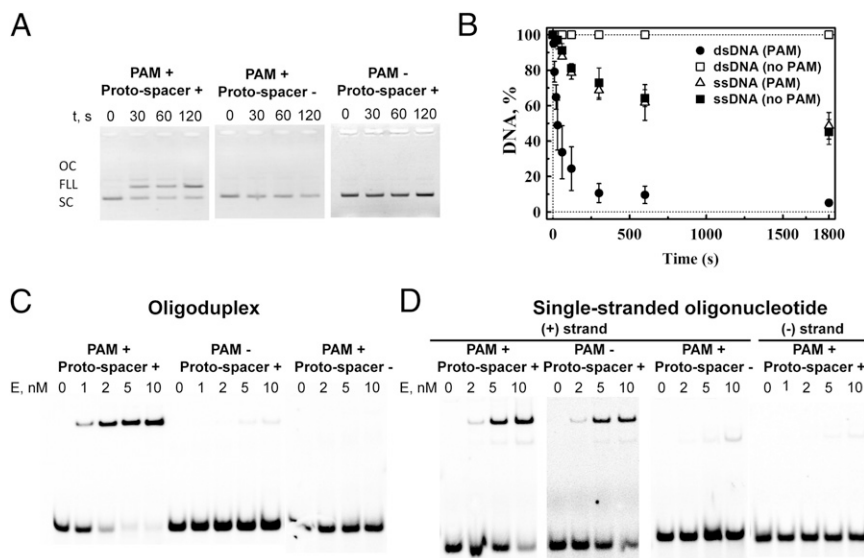 A
PAM + PAM + PAM -
Proto-spacer + Proto-spacer - Proto-spacer +
t, s 0 30 60 120 0 30 60 120 0 30 60 120
OC
FLL
SC
B
DNA, %
100
80
60
40
20
0
dsDNA (PAM)
dsDNA (no PAM)
ssDNA (PAM)
ssDNA (no PAM)
0 500 1000 1800
Time (s)
C
Oligoduplex
PAM + PAM - PAM +
Proto-spacer + Proto-spacer + Proto-spacer -
E, nM 0 1 2 5 10 0 1 2 5 10 0 2 5 10
D
Single-stranded oligonucleotide
(+) strand (-) strand
PAM + PAM - PAM + PAM +
Proto-spacer + Proto-spacer + Proto-spacer - Proto-spacer +
E, nM 0 2 5 10 0 2 5 10 0 2 5 10 0 1 2 5 10